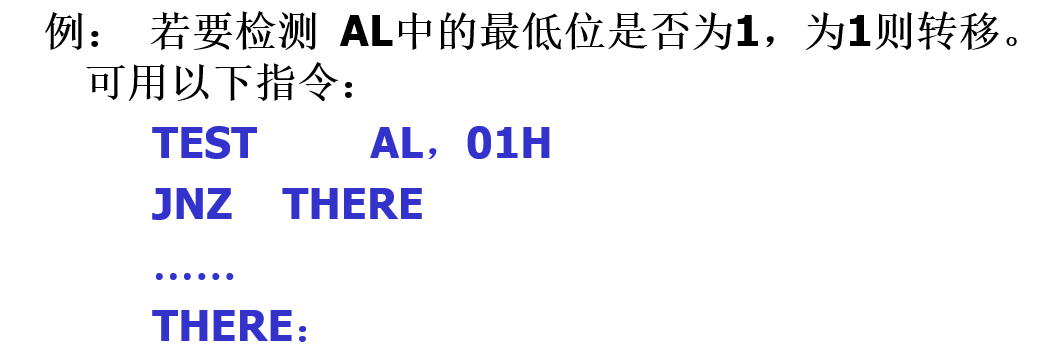 例： 若要检测 AL中的最低位是否为1，为1则转移。
可用以下指令：
TEST AL，01H
JNZ THERE
……
THERE：